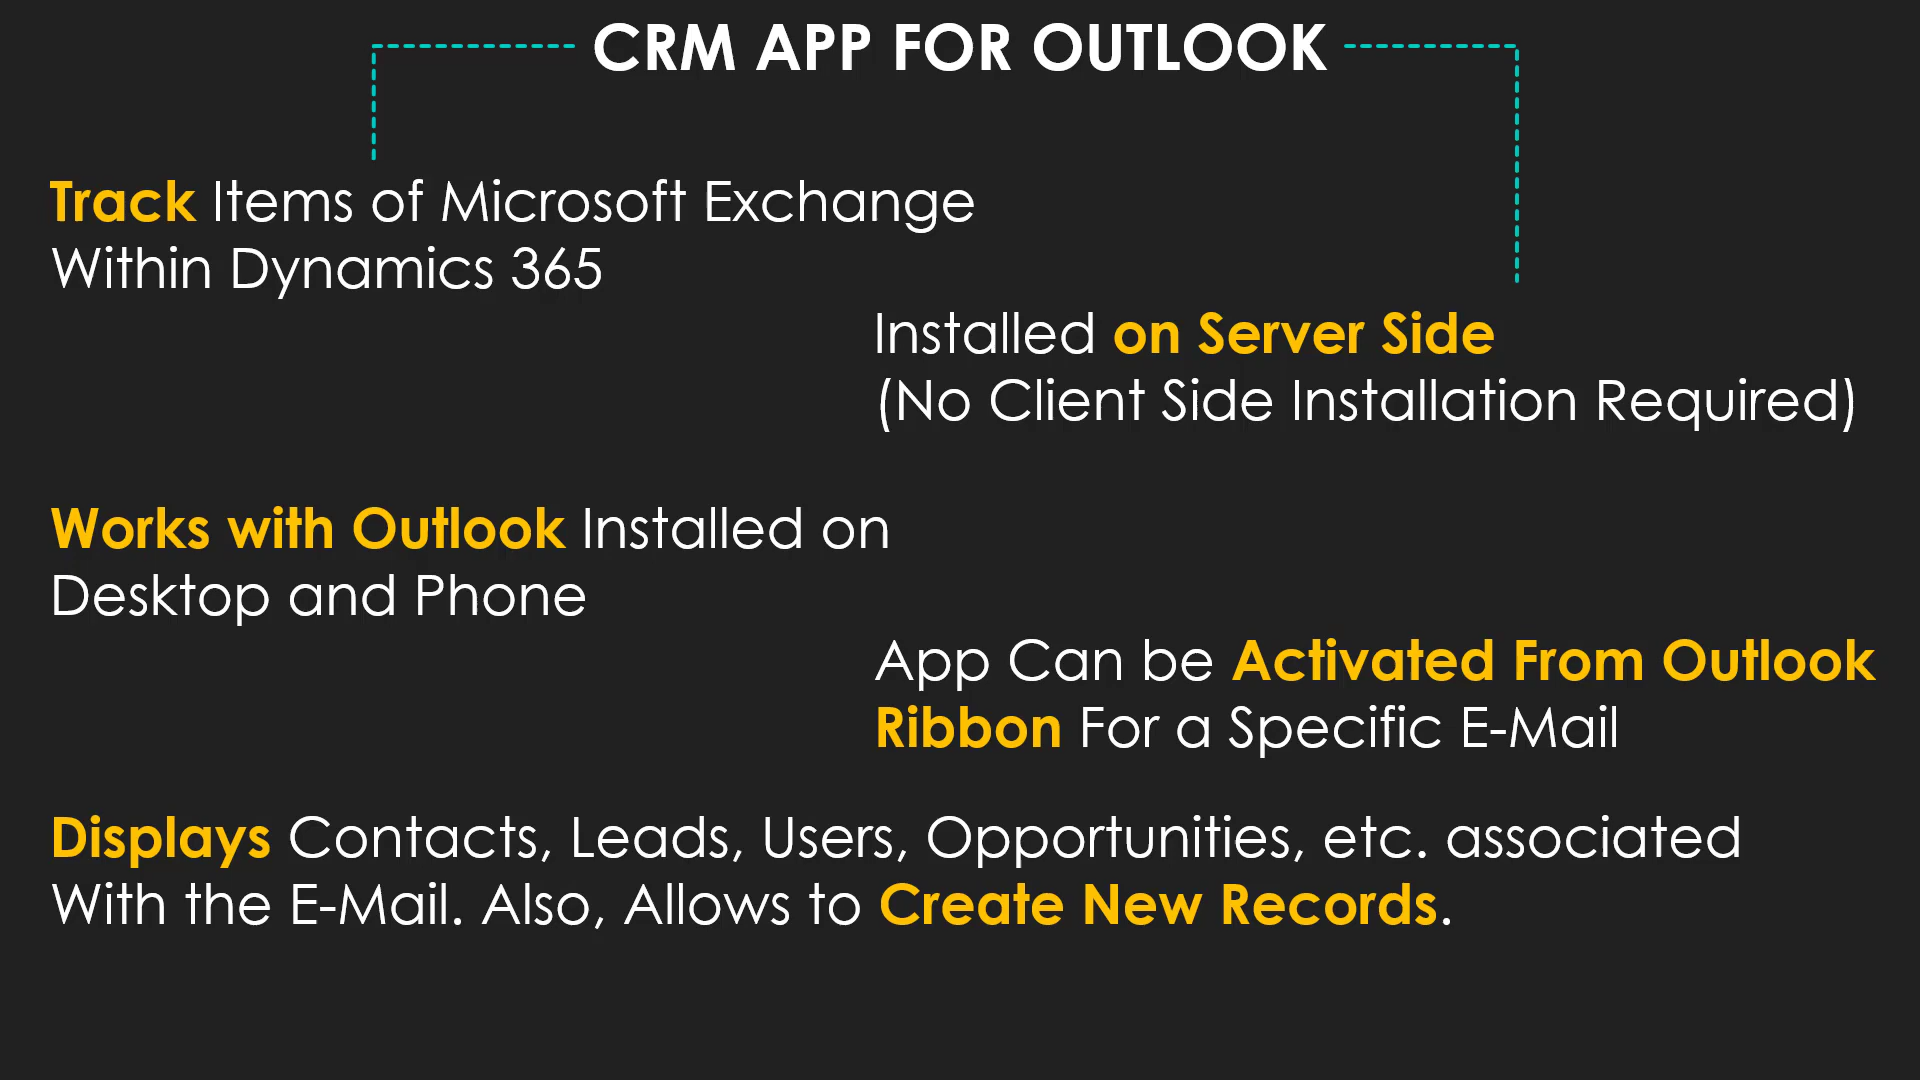 CRM APP FOR OUTLOOK
Track Items of Microsoft Exchange
Within Dynamics 365
Installed on Server Side
(No Client Side Installation Required)
Works with Outlook Installed on
Desktop and Phone
App Can be Activated From Outlook
Ribbon For a Specific E-Mail
Displays Contacts, Leads, Users, Opportunities, etc. associated
With the E-Mail. Also, Allows to Create New Records.